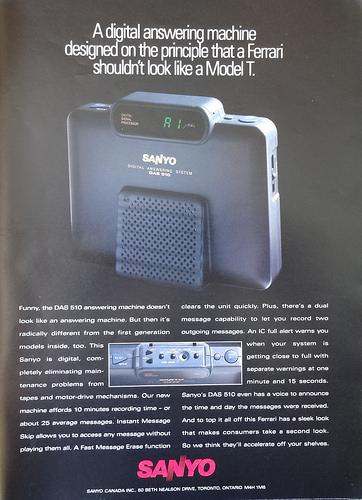 A digital answering machine
designed on the principle that a Ferrari
shouldn't look like a Model T.
DIGITAL
SIGNAL
PROCESSOR
A1
SANYO
DIGITAL ANSWERING SYSTEM
DAS 510
Funny, the DAS 510 answering machine doesn't
look like an answering machine. But then it's
radically different from the first generation
models inside, too. This
Sanyo is digital, com-
pletely eliminating main-
tenance problems from
tapes and motor-drive mechanisms. Our new
machine affords 10 minutes recording time – or
about 25 average messages. Instant Message
Skip allows you to access any message without
playing them all. A Fast Message Erase function
clears the unit quickly. Plus, there's a dual
message capability to let you record two
outgoing messages. An IC full alert warns you
when your system is
getting close to full with
separate warnings at one
minute and 15 seconds.
Sanyo's DAS 510 even has a voice to announce
the time and day the messages were received.
And to top it all off this Ferrari has a sleek look
that makes consumers take a second look.
So we think they'll accelerate off your shelves.
SANYO
SANYO CANADA INC. 50 BETH NEALSON DRIVE, TORONTO, ONTARIO M4H 1M6